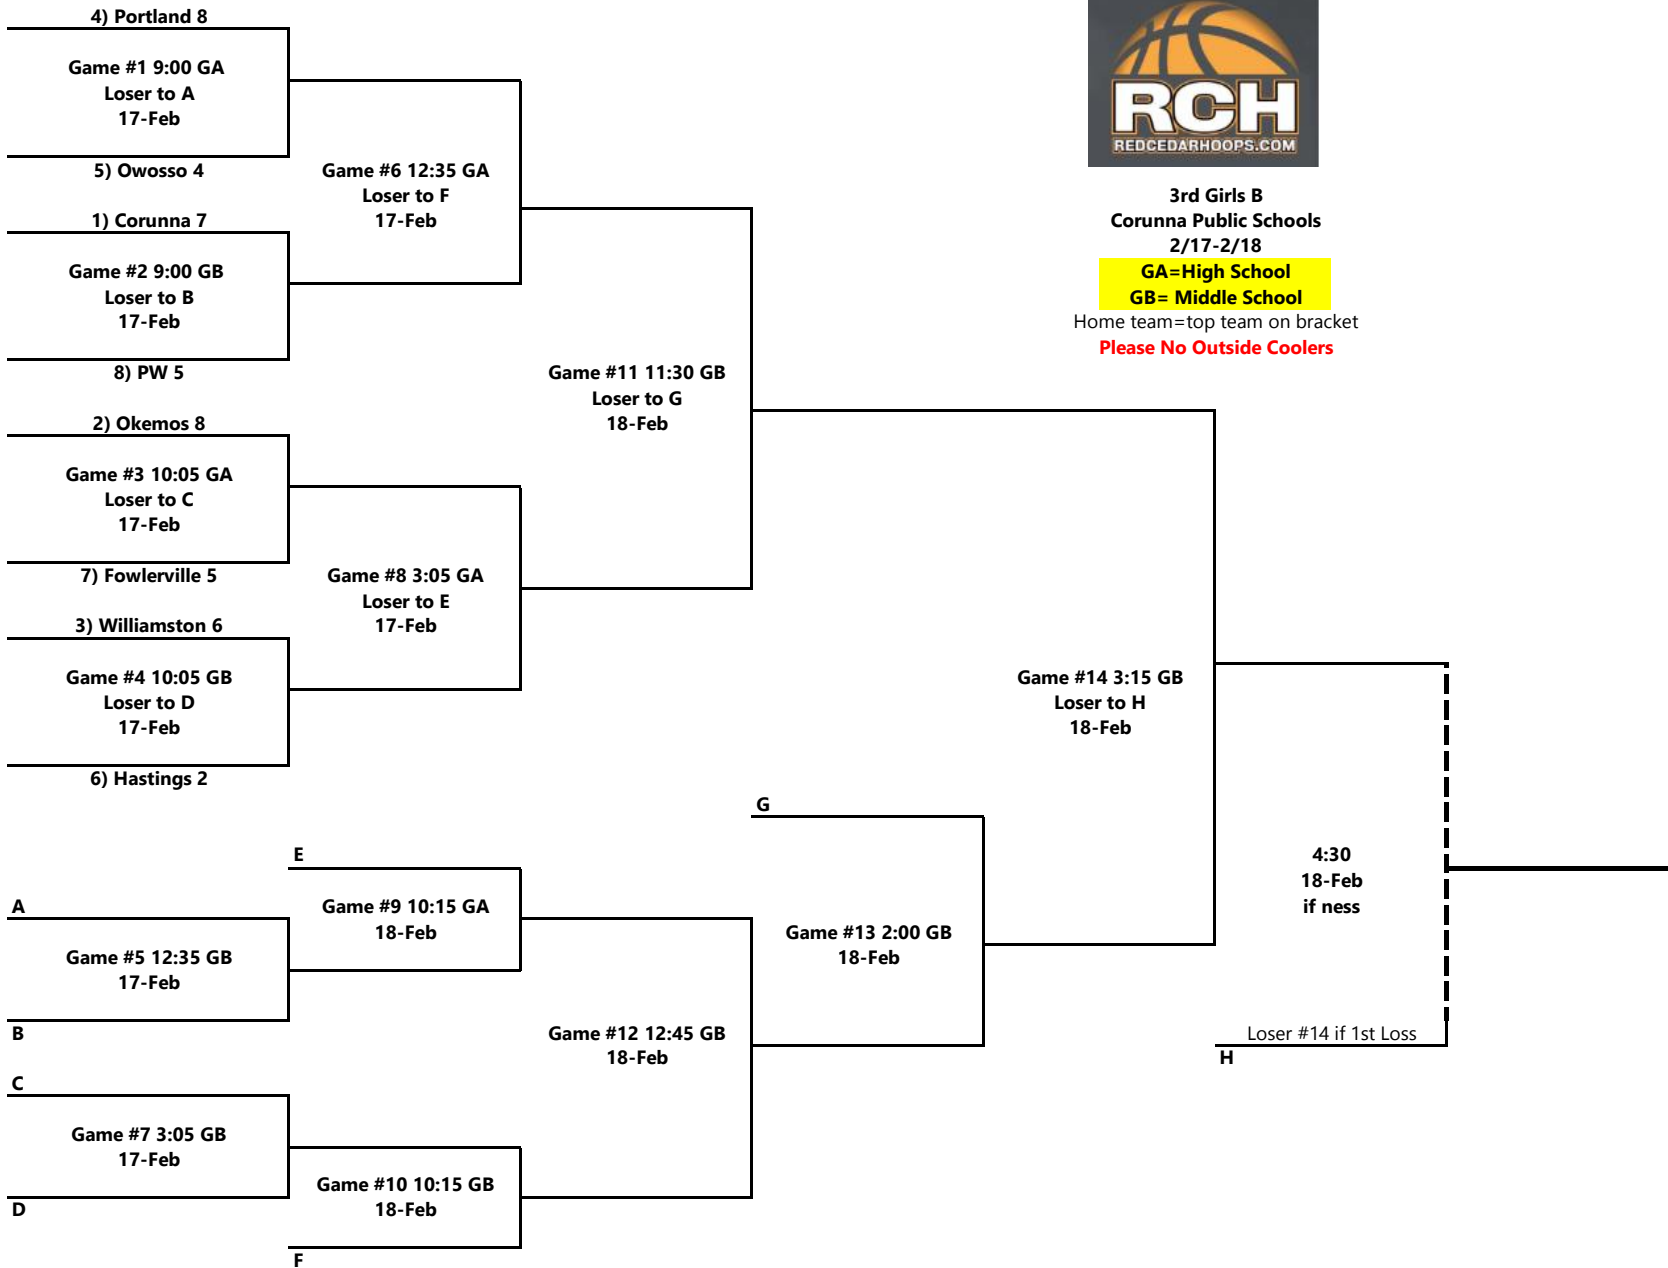 4) Portland 8
Game #1 9:00 GA
Loser to A
17-Feb
5) Owosso 4
1) Corunna 7
Game #2 9:00 GB
Loser to B
17-Feb
8) PW 5
2) Okemos 8
Game #3 10:05 GA
Loser to C
17-Feb
7) Fowlerville 5
3) Williamston 6
Game #4 10:05 GB
Loser to D
17-Feb
6) Hastings 2
Game #6 12:35 GA
Loser to F
17-Feb
Game #8 3:05 GA
Loser to E
17-Feb
Game #11 11:30 GB
Loser to G
18-Feb
RCH
REDCEDARHOOPS.COM
3rd Girls B
Corunna Public Schools
2/17-2/18
GA=High School
GB= Middle School
Home team=top team on bracket
Please No Outside Coolers
Game #14 3:15 GB
Loser to H
18-Feb
4:30
18-Feb
if ness
Loser #14 if 1st Loss
H
G
Game #13 2:00 GB
18-Feb
E
Game #9 10:15 GA
18-Feb
A
Game #5 12:35 GB
17-Feb
B
Game #12 12:45 GB
18-Feb
C
Game #7 3:05 GB
17-Feb
D
Game #10 10:15 GB
18-Feb
F